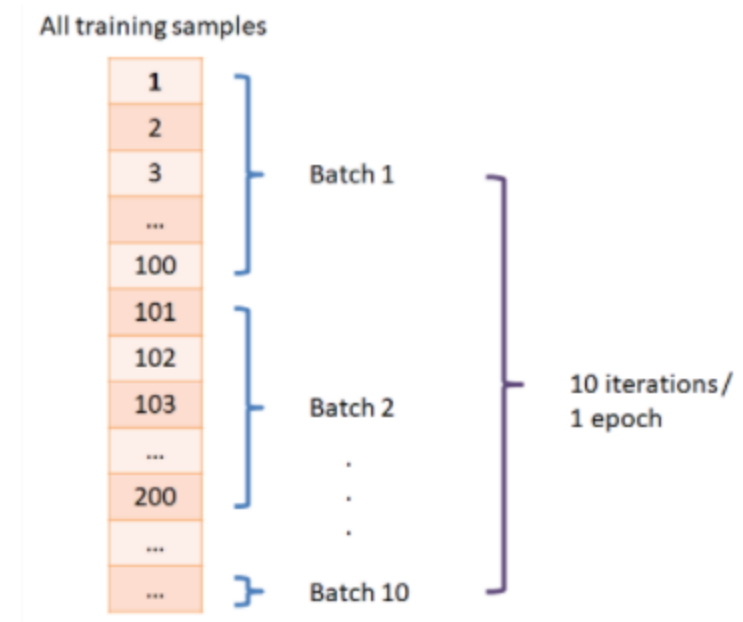 All training samples
1
2
3
...
100
101
102
103
...
200
...
...
Batch 1
Batch 2
.
.
.
Batch 10
10 iterations/
1 epoch